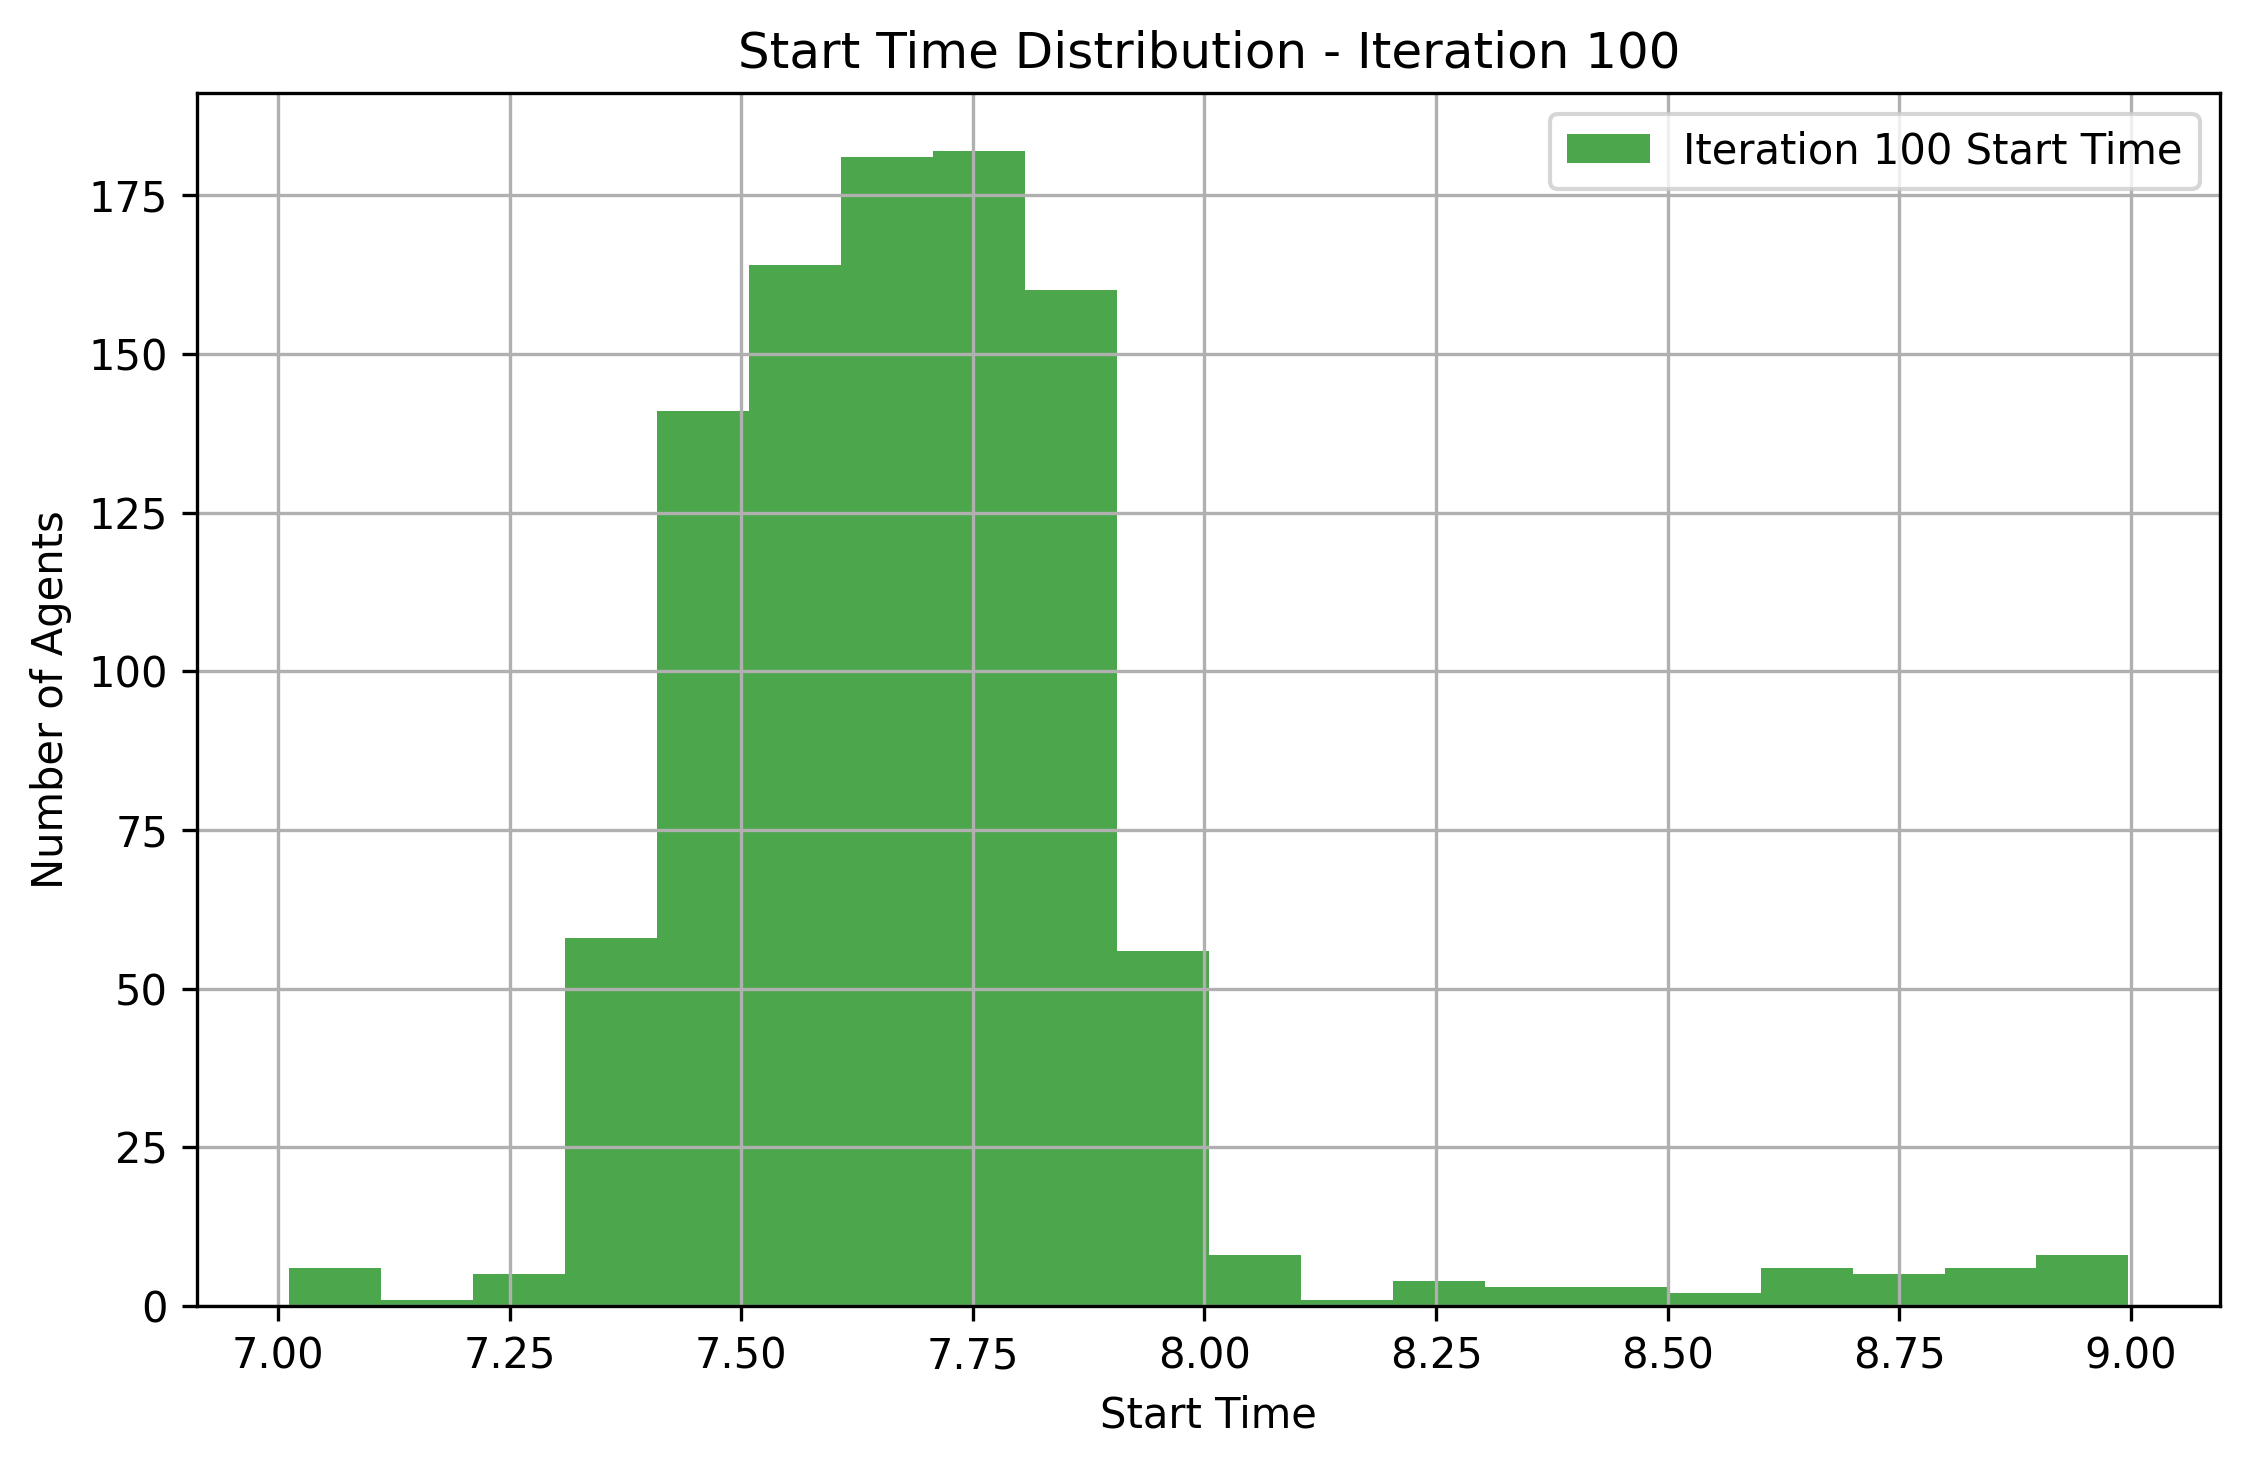 Start Time Distribution - Iteration 100
Iteration 100 Start Time
Number of Agents
175
150
125
100
75
50
25
0
7.00 7.25 7.50 7.75 8.00 8.25 8.50 8.75 9.00
Start Time